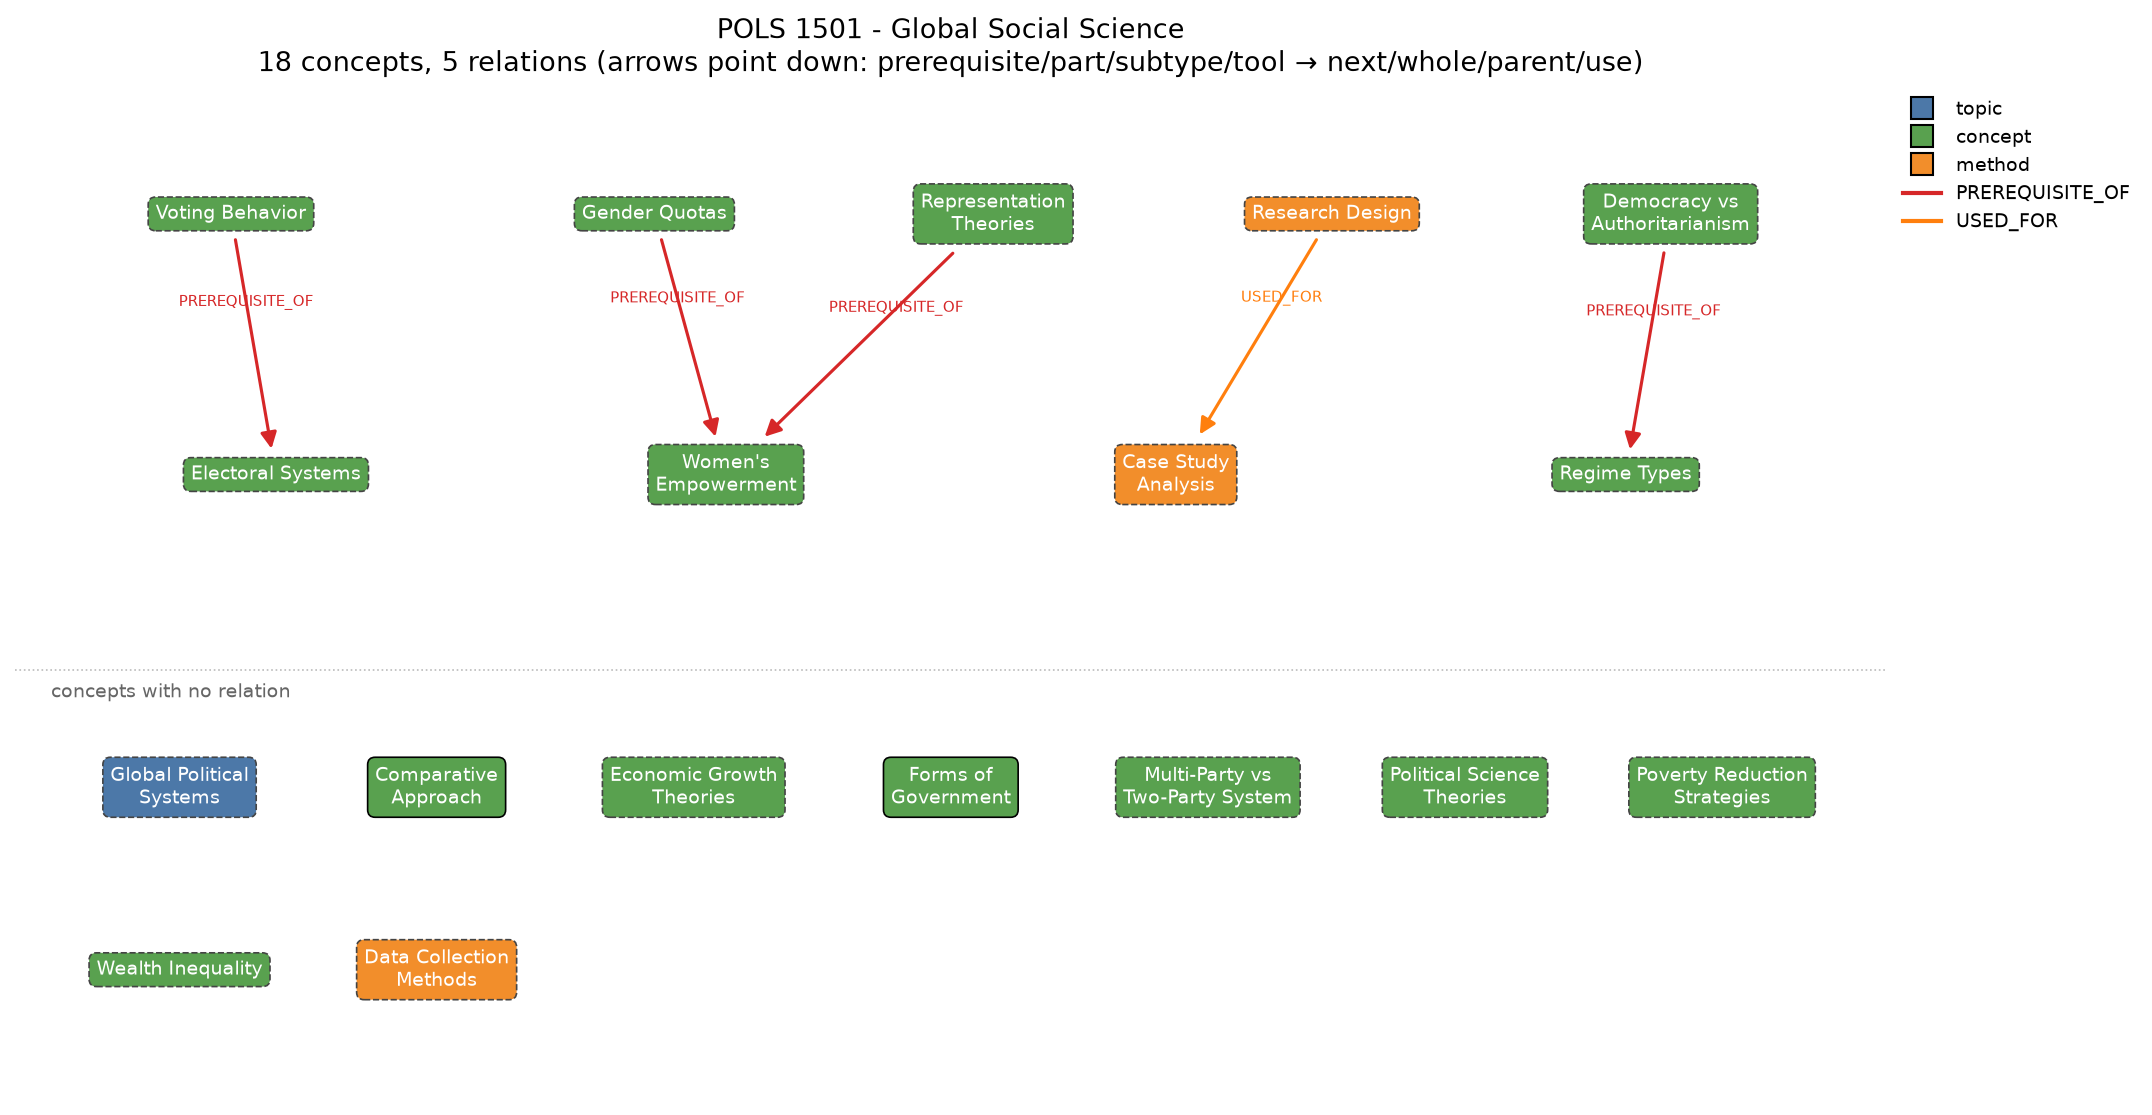 POLS 1501 - Global Social Science
18 concepts, 5 relations (arrows point down: prerequisite/part/subtype/tool → next/whole/parent/use)
topic
concept
method
PREREQUISITE_OF
USED_FOR
Voting Behavior
Gender Quotas
Representation
Theories
Research Design
Democracy vs
Authoritarianism
PREREQUISITE_OF
PREREQUISITE_OF
PREREQUISITE_OF
USED_FOR
PREREQUISITE_OF
Electoral Systems
Women's
Empowerment
Case Study
Analysis
Regime Types
concepts with no relation
Global Political
Systems
Comparative
Approach
Economic Growth
Theories
Forms of
Government
Multi-Party vs
Two-Party System
Political Science
Theories
Poverty Reduction
Strategies
Wealth Inequality
Data Collection
Methods